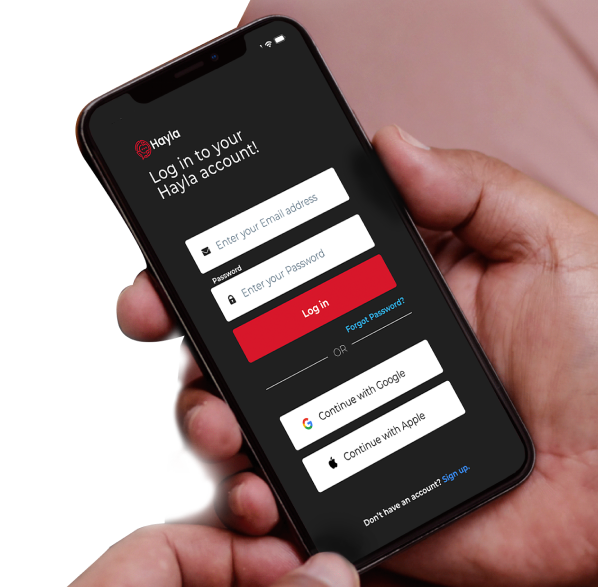 Hayla
Log in to your
Hayla account!
Enter your Email address
Password
Enter your Password
Log in
Forgot Password?
OR
Continue with Google
Continue with Apple
Don't have an account? Sign up.